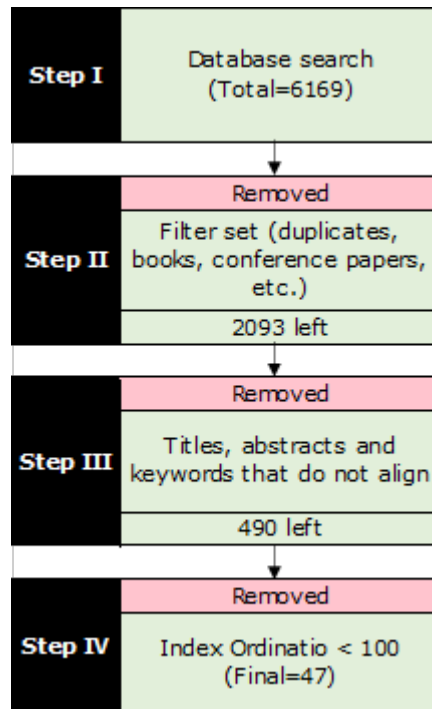 Step I
Database search
(Total=6169)
Step II
Removed
Filter set (duplicates,
books, conference papers,
etc.)
2093 left
Step III
Removed
Titles, abstracts and
keywords that do not align
490 left
Step IV
Removed
Index Ordinatio < 100
(Final=47)